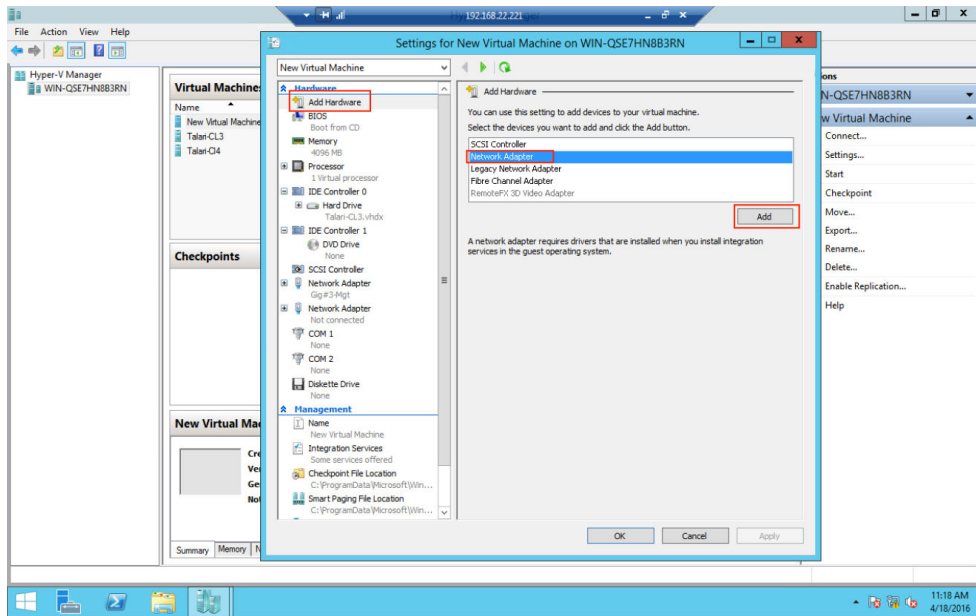 192.168.22.221
File Action View Help
Hyper-V Manager
WIN-QSE7HN8B3RN
Virtual Machine
Name
New Virtual Machine
Talari-CL3
Talari-Cl4
Checkpoints
New Virtual Ma
Cre
Ve
Ge
No
Summary Memory N
Settings for New Virtual Machine on WIN-QSE7HN8B3RN
New Virtual Machine
Hardware
Add Hardware
BIOS
Boot from CD
Memory
4096 MB
Processor
1 Virtual processor
IDE Controller 0
Hard Drive
Talari-CL3.vhdx
IDE Controller 1
DVD Drive
None
SCSI Controller
Network Adapter
Gig#3-Mgt
Network Adapter
Not connected
COM 1
None
COM 2
None
Diskette Drive
None
Management
Name
New Virtual Machine
Integration Services
Some services offered
Checkpoint File Location
C:\ProgramData\Microsoft\Win...
Smart Paging File Location
C:\ProgramData\Microsoft\Win...
Add Hardware
You can use this setting to add devices to your virtual machine.
Select the devices you want to add and click the Add button.
SCSI Controller
Network Adapter
Legacy Network Adapter
Fibre Channel Adapter
RemoteFX 3D Video Adapter
Add
A network adapter requires drivers that are installed when you install integration
services in the guest operating system.
OK Cancel Apply
ions
N-QSE7HN8B3RN
w Virtual Machine
Connect...
Settings...
Start
Checkpoint
Move...
Export...
Rename...
Delete...
Enable Replication...
Help
11:18 AM
4/18/2016